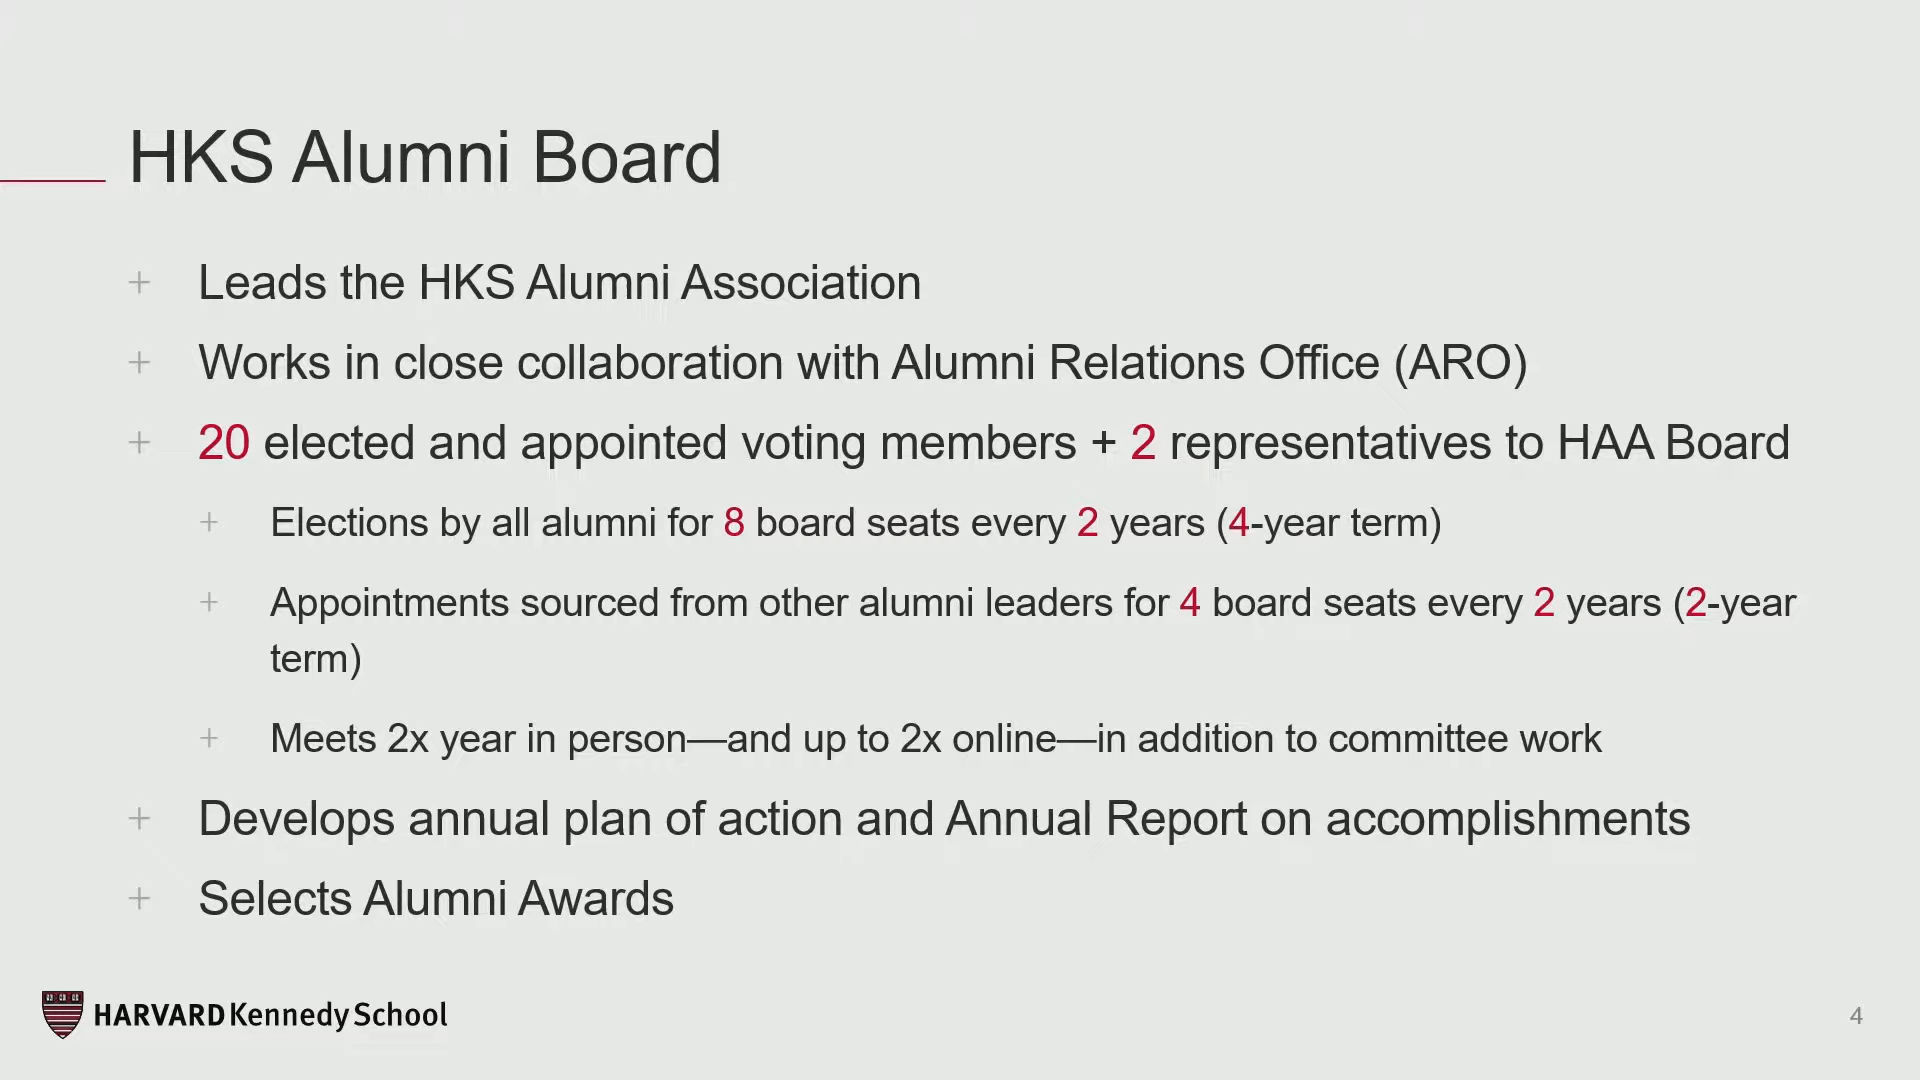 HKS Alumni Board
+ Leads the HKS Alumni Association
+ Works in close collaboration with Alumni Relations Office (ARO)
+ 20 elected and appointed voting members + 2 representatives to HAA Board
+ Elections by all alumni for 8 board seats every 2 years (4-year term)
+ Appointments sourced from other alumni leaders for 4 board seats every 2 years (2-year
term)
+ Meets 2x year in person—and up to 2x online—in addition to committee work
+ Develops annual plan of action and Annual Report on accomplishments
+ Selects Alumni Awards
HARVARD Kennedy School
4